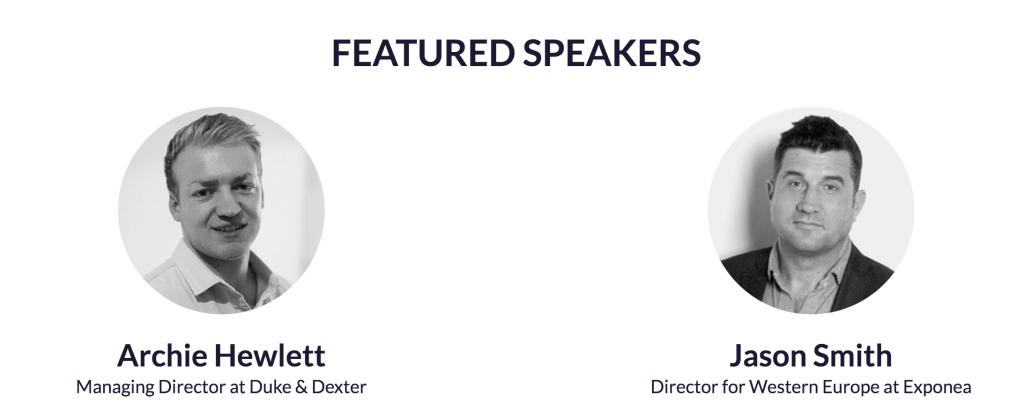 FEATURED SPEAKERS
Archie Hewlett
Managing Director at Duke & Dexter
Jason Smith
Director for Western Europe at Exponea